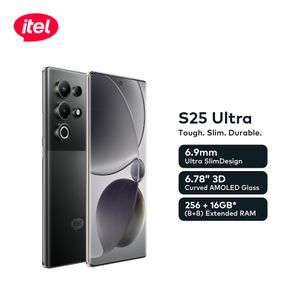 itel
S25 Ultra
Tough. Slim. Durable.
6.9mm
Ultra SlimDesign
6.78” 3D
Curved AMOLED Glass
256 + 16GB*
(8+8) Extended RAM
itel